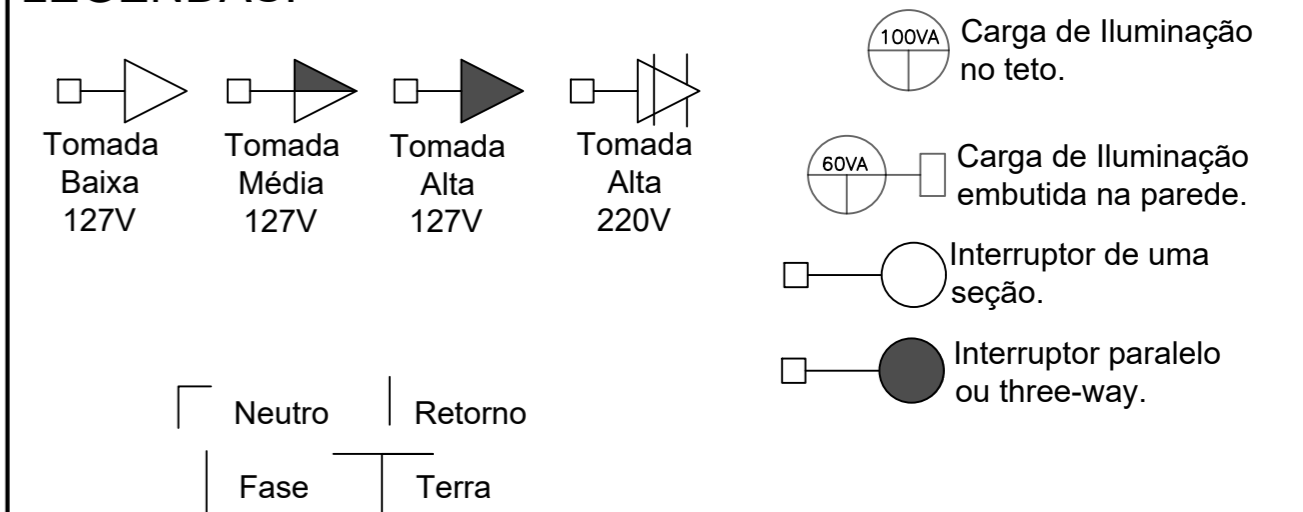 LEGENDAS:
Tomada
Baixa
127V
Tomada
Média
127V
Tomada
Alta
127V
Tomada
Alta
220V
100VA
Carga de Iluminação
no teto.
60VA
Carga de Iluminação
embutida na parede.
Interruptor de uma
seção.
Interruptor paralelo
ou three-way.
Neutro
Retorno
Fase
Terra